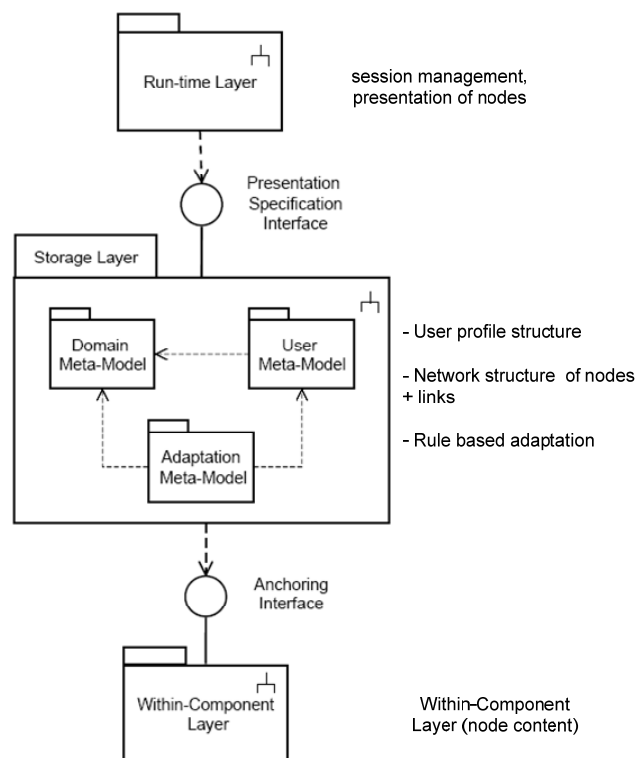 Run-time Layer
session management,
presentation of nodes
Presentation
Specification
Interface
Storage Layer
Domain
Meta-Model
User
Meta-Model
Adaptation
Meta-Model
- User profile structure
- Network structure of nodes
+ links
- Rule based adaptation
Anchoring
Interface
Within-Component
Layer
Within-Component
Layer (node content)